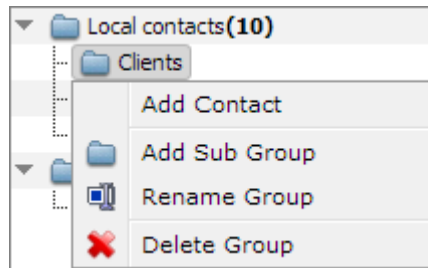 Local contacts(10)
Clients
Add Contact
Add Sub Group
Rename Group
Delete Group